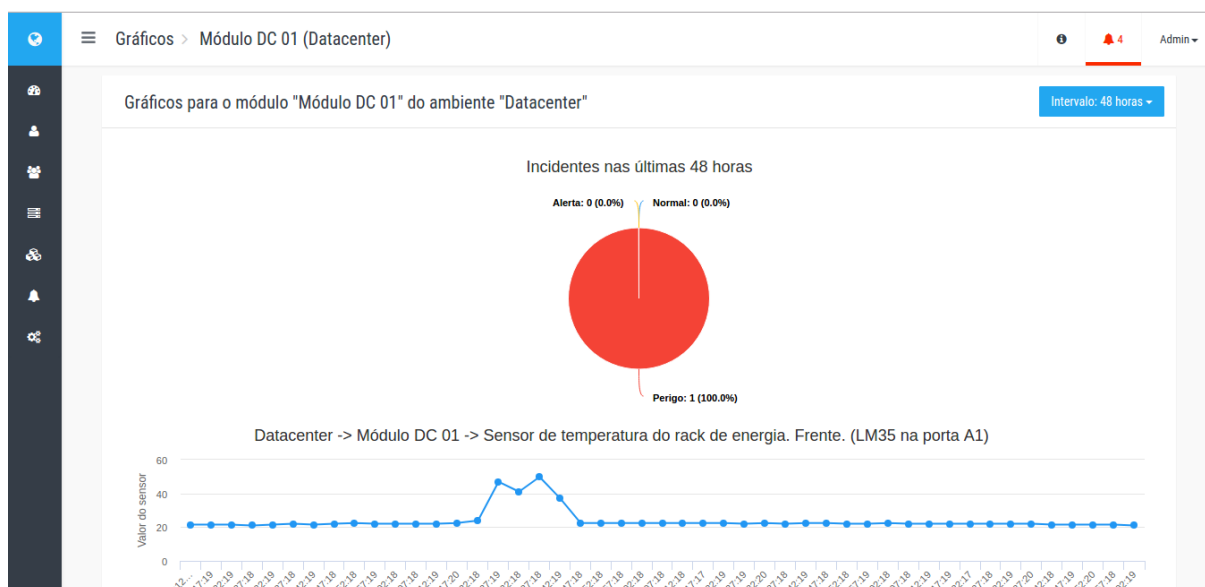 Gráficos > Módulo DC 01 (Datacenter)
4
Admin
Gráficos para o módulo "Módulo DC 01" do ambiente "Datacenter"
Intervalo: 48 horas
Incidentes nas últimas 48 horas
Alerta: 0 (0.0%)
Normal: 0 (0.0%)
Perigo: 1 (100.0%)
Datacenter -> Módulo DC 01 -> Sensor de temperatura do rack de energia. Frente. (LM35 na porta A1)
Valor do sensor
60
40
20
0